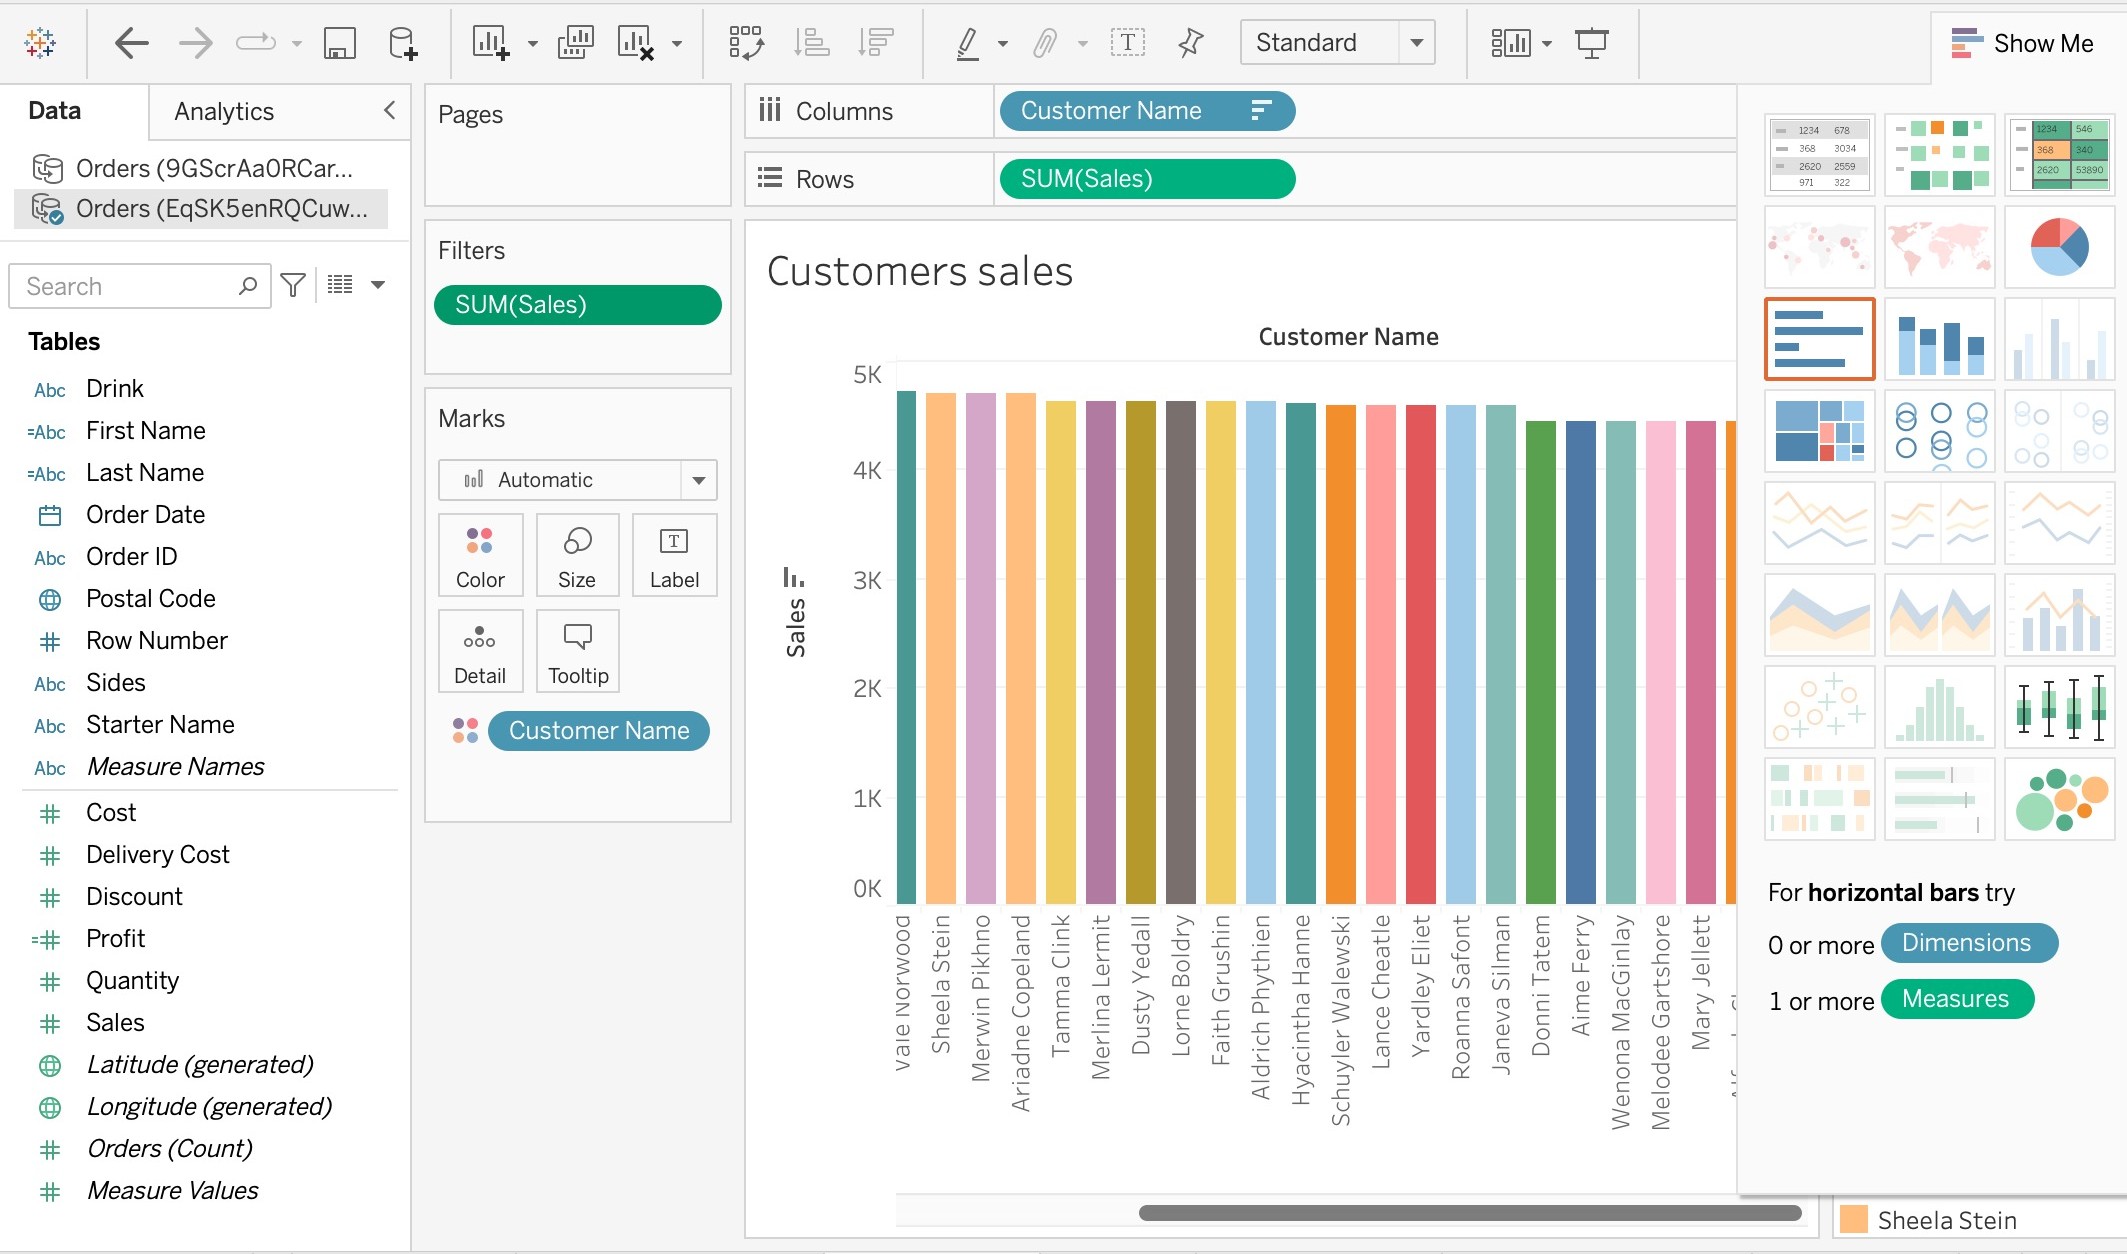 Standard
Show Me
Data
Analytics
Orders (9GScrAa0RCar...
Orders (EqSK5enRQCuw...
Search
Tables
Abc Drink
=Abc First Name
=Abc Last Name
Order Date
Abc Order ID
Postal Code
Row Number
Abc Sides
Abc Starter Name
Abc Measure Names
Cost
Delivery Cost
Discount
Profit
Quantity
Sales
Latitude (generated)
Longitude (generated)
Orders (Count)
Measure Values
Pages
Filters
SUM(Sales)
Marks
Automatic
Color
Size
Label
Detail
Tooltip
Customer Name
Columns
Customer Name
Rows
SUM(Sales)
Customers sales
Customer Name
5K
4K
3K
2K
1K
0K
Sales
Vale Norwood
Sheela Stein
Merwin Pikhno
Ariadne Copeland
Tamma Clink
Merlina Lermit
Dusty Yedall
Lorne Boldry
Faith Grushin
Aldrich Phythien
Hyacintha Hanne
Schuyler Walewski
Lance Cheatle
Yardley Eliet
Roanna Safont
Janeva Silman
Donni Tatem
Aime Ferry
Wenona MacGinlay
Melodee Gartshore
Mary Jellett
1234 678
368 3034
2620 2559
971 322
1234 546
368 340
2620 53890
For horizontal bars try
0 or more Dimensions
1 or more Measures
Sheela Stein